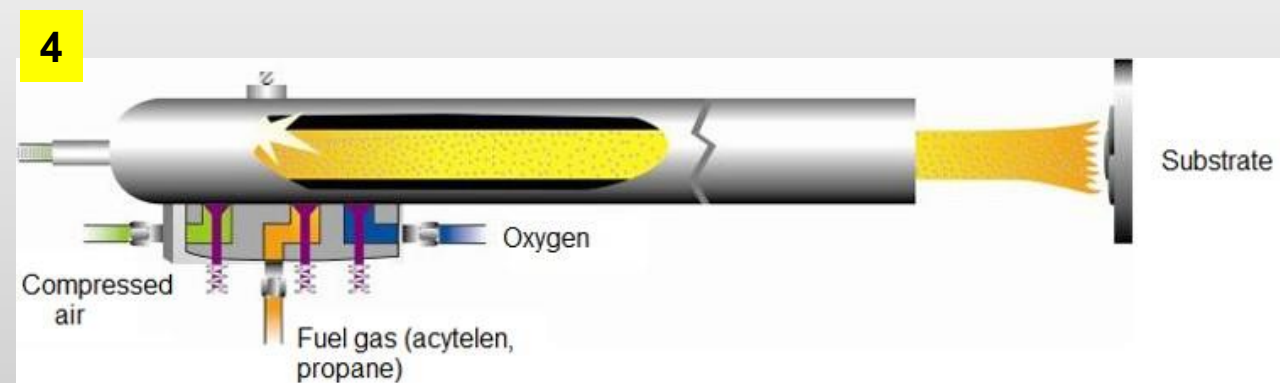 4
Substrate
Oxygen
Compressed
air
Fuel gas (acytelen,
propane)